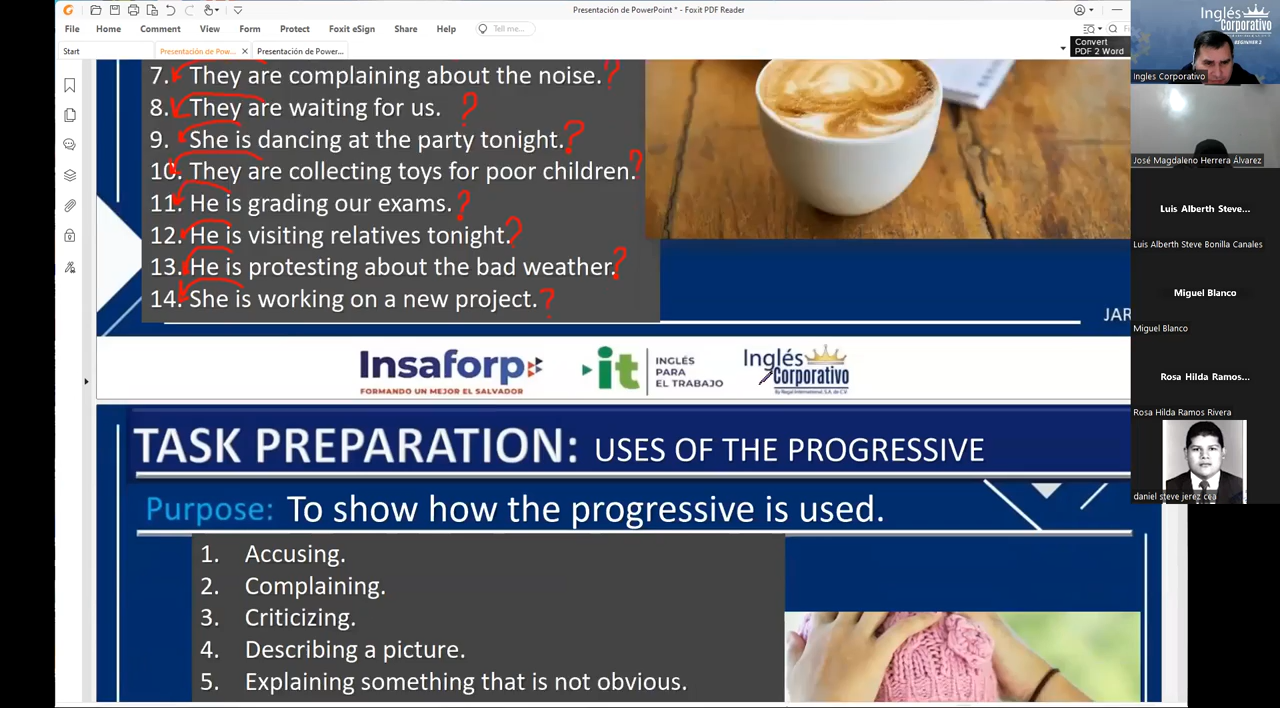 Presentación de PowerPoint * - Foxit PDF Reader
File Home Comment View Form Protect Foxit eSign Share Help Tell me...
Start Presentación de Pow... × Presentación de Power...
Convert
PDF 2 Word
7. They are complaining about the noise.?
8. They are waiting for us. ?
9. She is dancing at the party tonight.?
10. They are collecting toys for poor children.?
11. He is grading our exams.?
12. He is visiting relatives tonight.?
13. He is protesting about the bad weather.?
14. She is working on a new project.?
JAR
Insaforp
FORMANDO UN MEJOR EL SALVADOR
it
INGLÉS
PARA
EL TRABAJO
Inglés
Corporativo
TASK PREPARATION: USES OF THE PROGRESSIVE
Purpose: To show how the progressive is used.
1. Accusing.
2. Complaining.
3. Criticizing.
4. Describing a picture.
5. Explaining something that is not obvious.
Inglés
Corporativo
BEGINNER 2
Ingles Corporativo
José Magdaleno Herrera Álvarez
Luis Alberth Steve...
Luis Alberth Steve Bonilla Canales
Miguel Blanco
Miguel Blanco
Rosa Hilda Ramos...
Rosa Hilda Ramos Rivera
daniel steve jerez cea